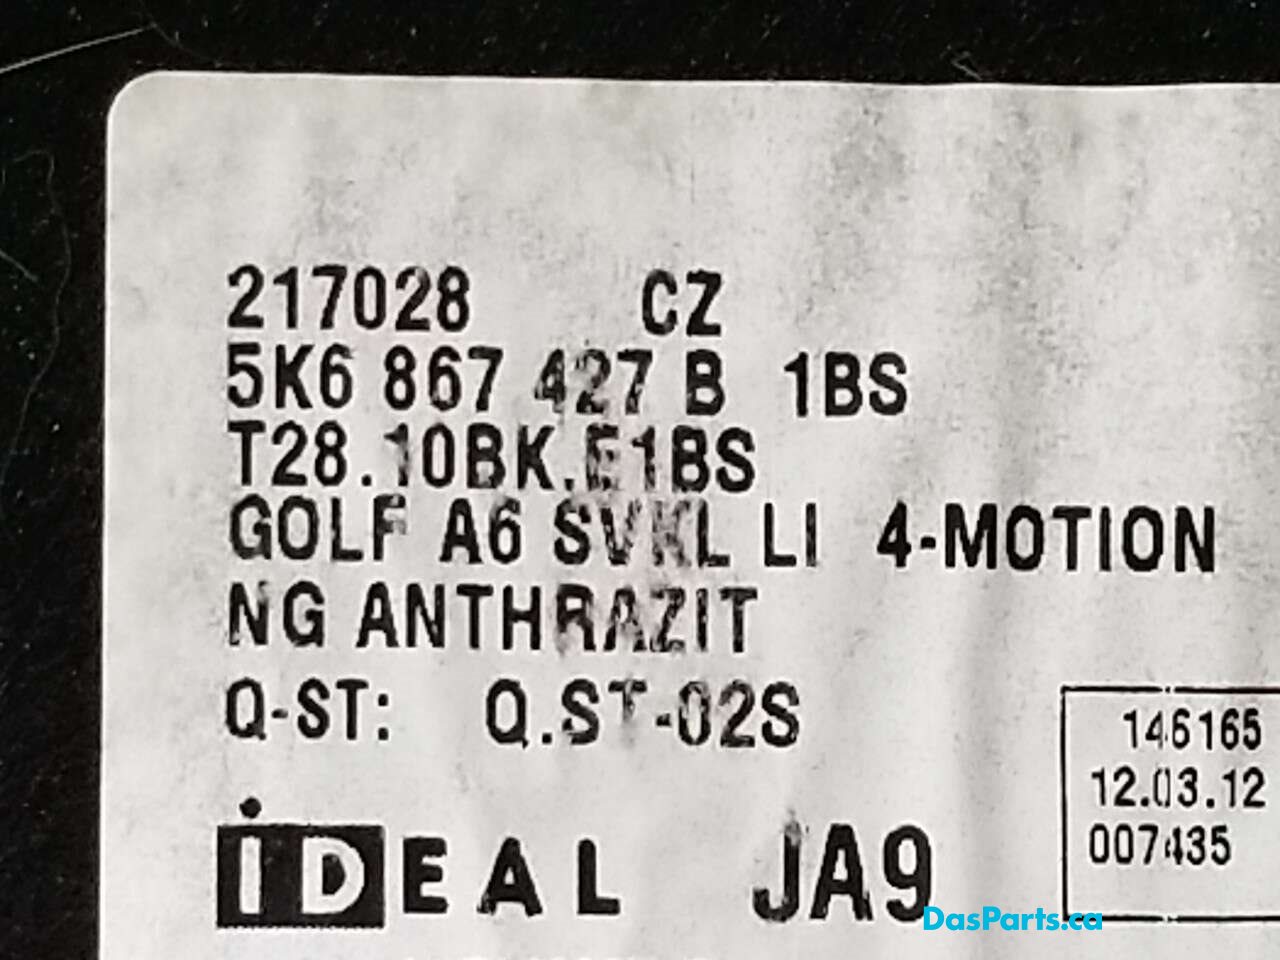 217028 CZ
5K6 867 427 B 1BS
T28.10BK.E1BS
GOLF A6 SVKL LI 4-MOTION
NG ANTHRAZIT
Q-ST: Q.ST-02S
146165
12.03.12
007435
iDEAL JA9
DasParts.ca